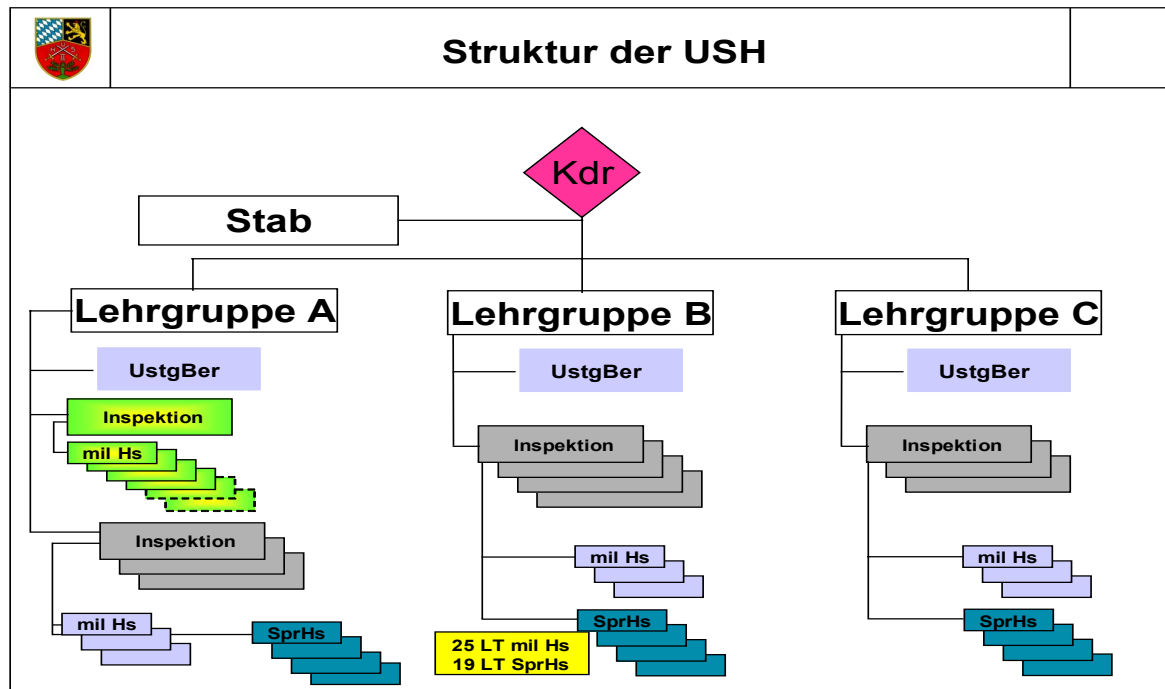 Struktur der USH
Kdr
Stab
Lehrgruppe A
UstgBer
Inspektion
mil Hs
Inspektion
mil Hs
SprHs
Lehrgruppe B
UstgBer
Inspektion
mil Hs
SprHs
25 LT mil Hs
19 LT SprHs
Lehrgruppe C
UstgBer
Inspektion
mil Hs
SprHs